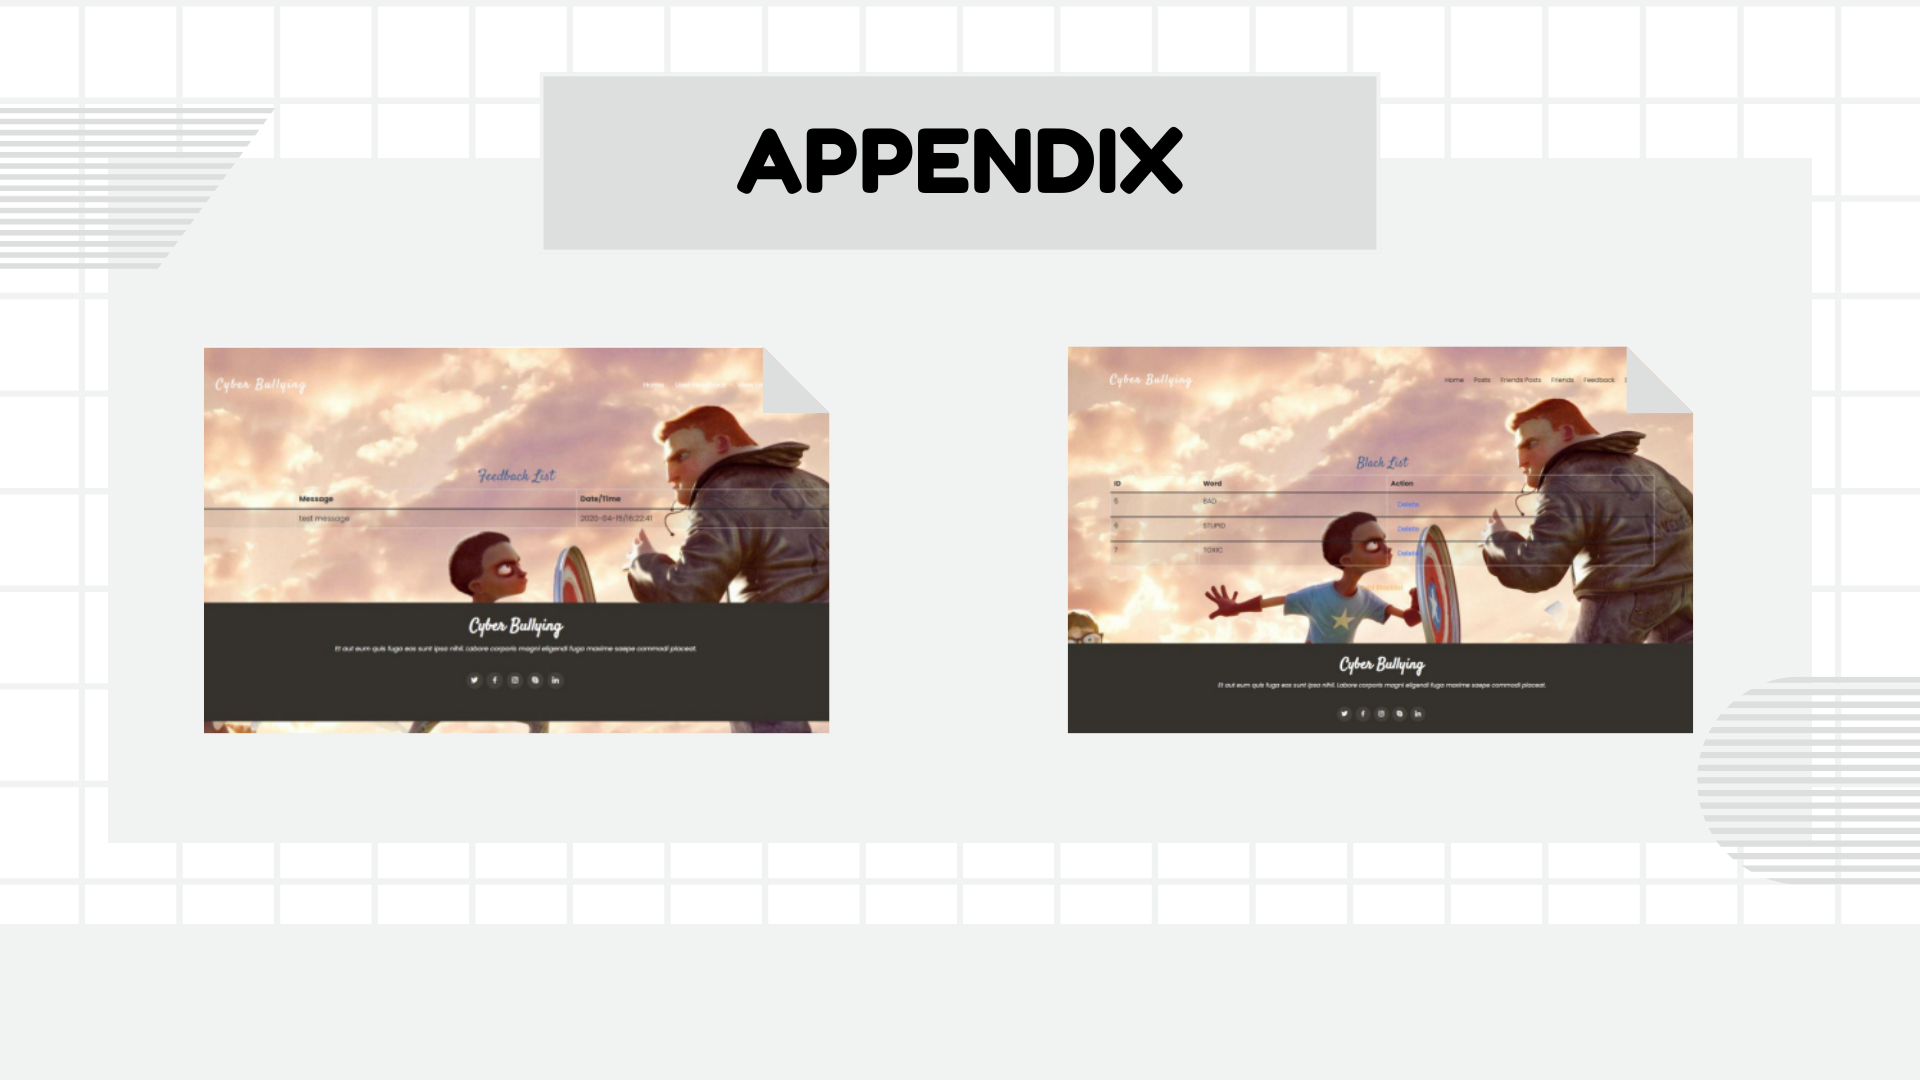 APPENDIX
Cyber Bullying
Home
Feedback List
Message Date/Time
test message 2020-04-15/16:22:41
Cyber Bullying
Et aut eum quis fuga eos sunt ipsa nihil. Labore corporis magni eligendi fuga maxime saepe commodi placeat.
Cyber Bullying
Home Posts Friends Posts Friends Feedback
Black List
ID Word Action
5 BAD Delete
6 STUPID Delete
7 TOXIC Delete
Cyber Bullying
Et aut eum quis fuga eos sunt ipsa nihil. Labore corporis magni eligendi fuga maxime saepe commodi placeat.